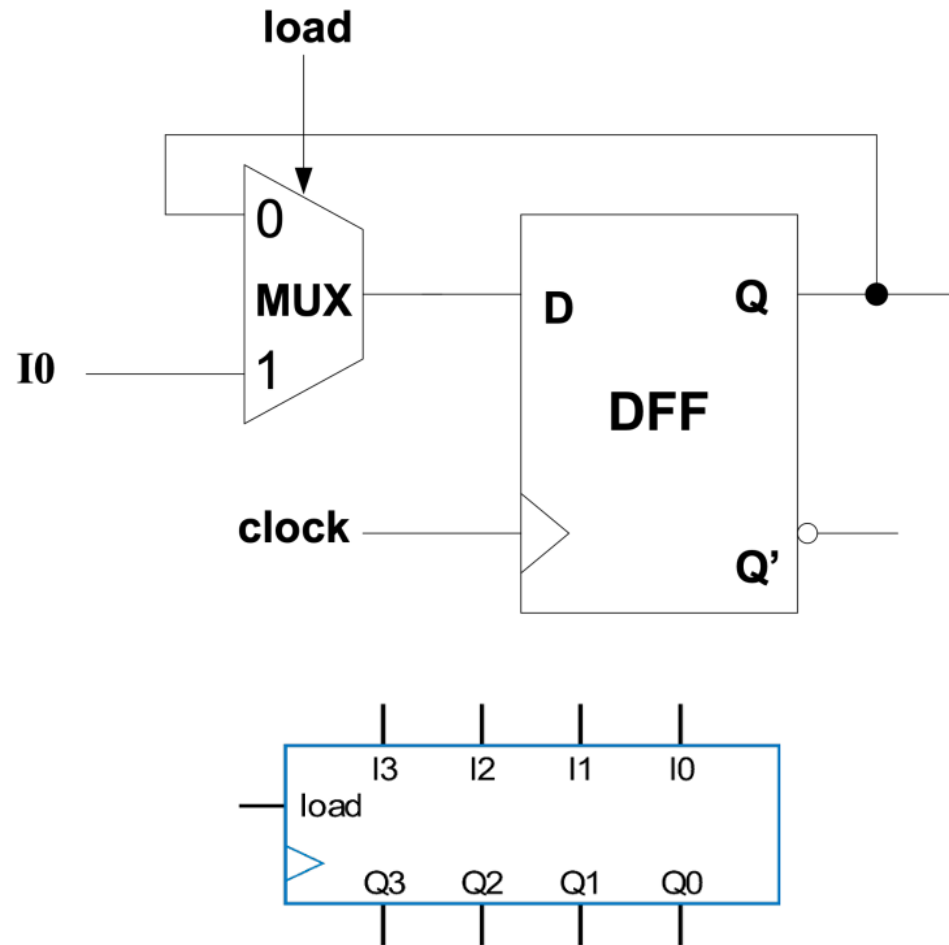 load
0
MUX
I0
1
D
Q
DFF
clock
Q’
I3 I2 I1 I0
load
Q3 Q2 Q1 Q0